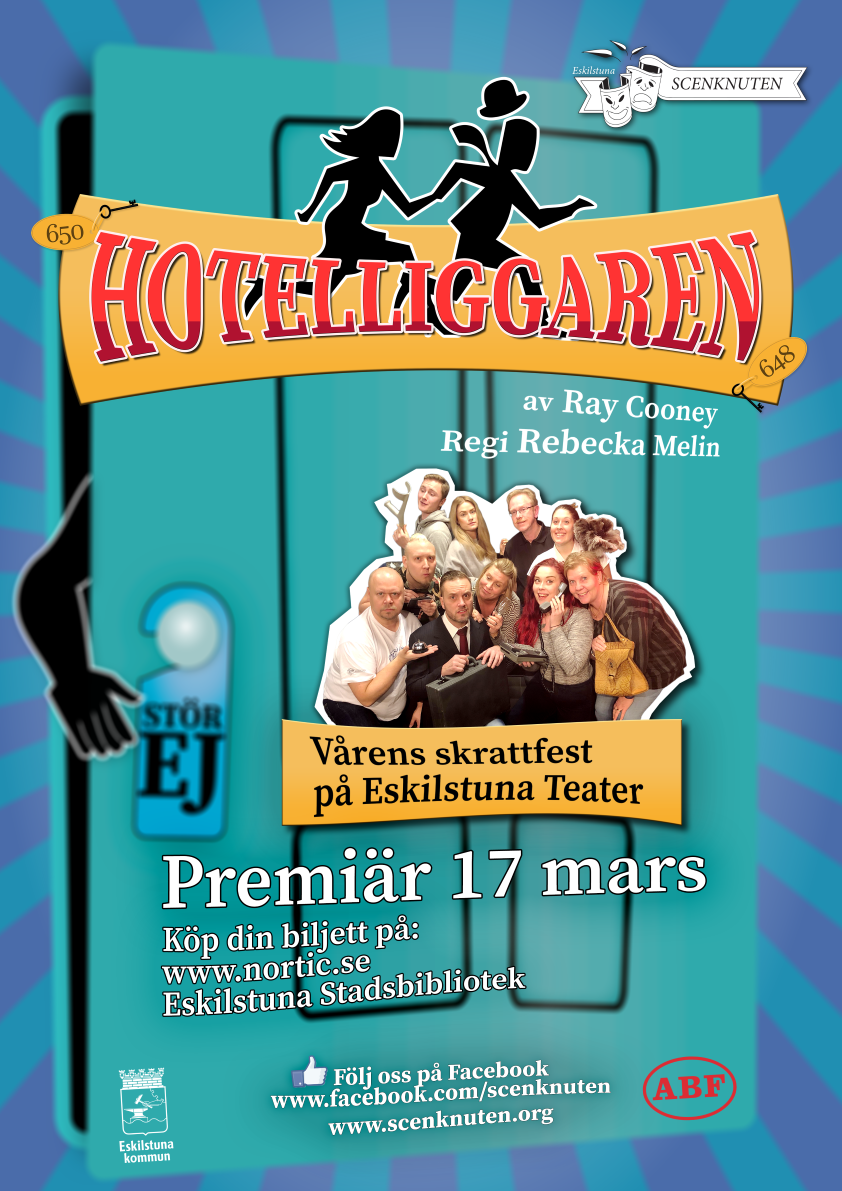 Eskilstuna
SCENKNUTEN
650
HOTELLIGGAREN
648
av Ray Cooney
Regi Rebecka Melin
STÖR
EJ
Vårens skrattfest
på Eskilstuna Teater
Premiär 17 mars
Köp din biljett på:
www.nortic.se
Eskilstuna Stadsbibliotek
Följ oss på Facebook
www.facebook.com/scenknuten
www.scenknuten.org
Eskilstuna
kommun
ABF